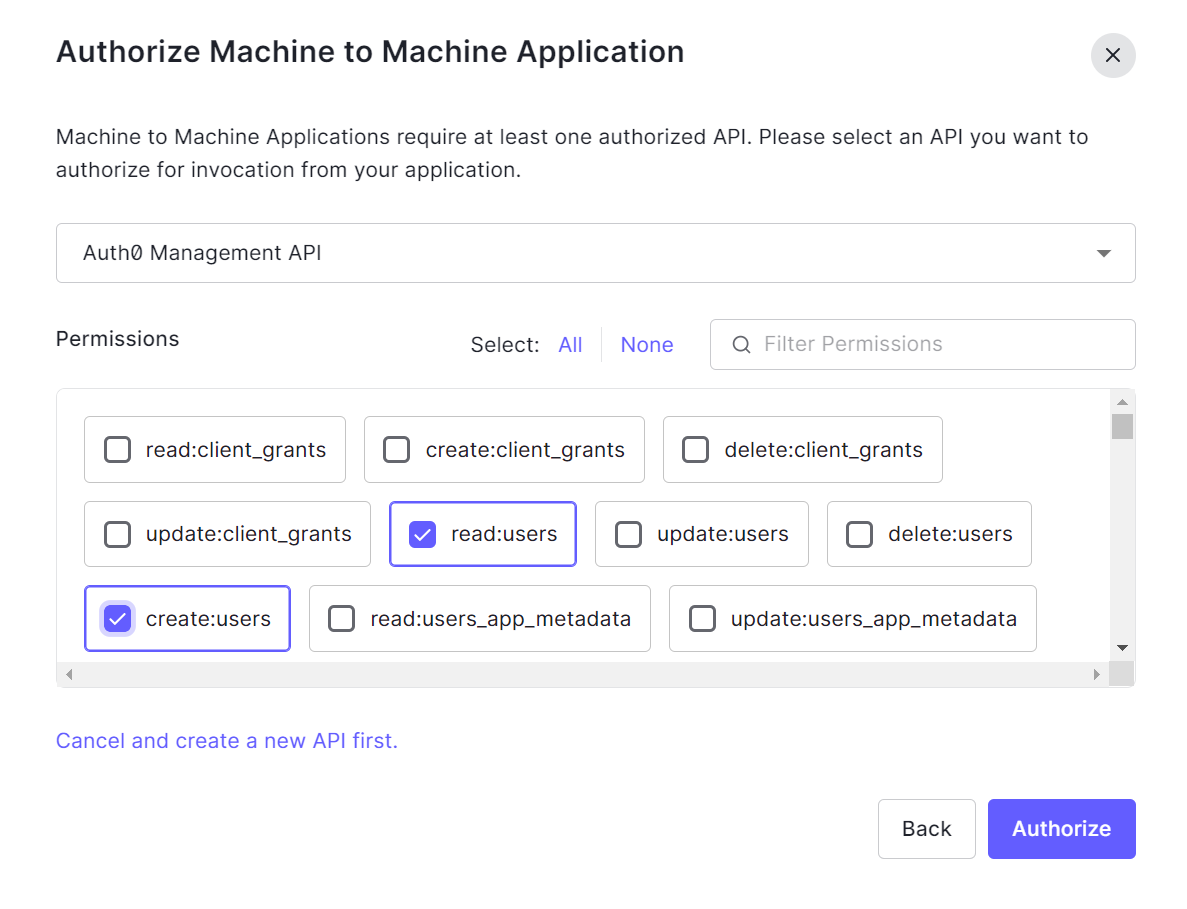 Authorize Machine to Machine Application
Machine to Machine Applications require at least one authorized API. Please select an API you want to
authorize for invocation from your application.
Auth0 Management API
Permissions
Select: All None
Filter Permissions
read:client_grants create:client_grants delete:client_grants
update:client_grants read:users update:users delete:users
create:users read:users_app_metadata update:users_app_metadata
Cancel and create a new API first.
Back Authorize